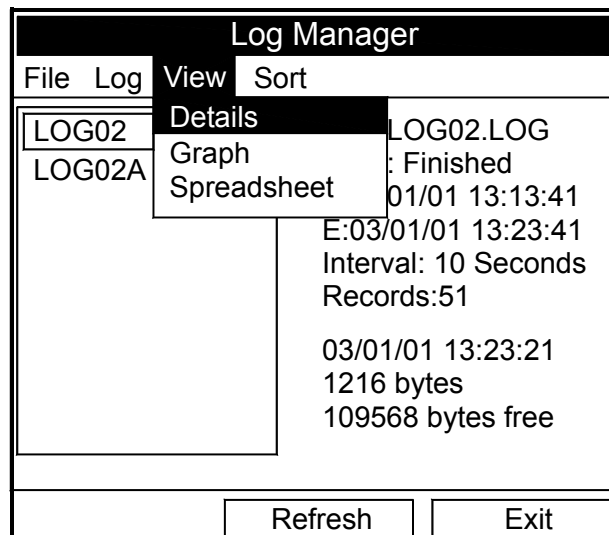 Log Manager
File Log View Sort
Details
Graph
Spreadsheet
LOG02
LOG02A
LOG02.LOG
: Finished
01/01 13:13:41
E:03/01/01 13:23:41
Interval: 10 Seconds
Records:51
03/01/01 13:23:21
1216 bytes
109568 bytes free
Refresh
Exit